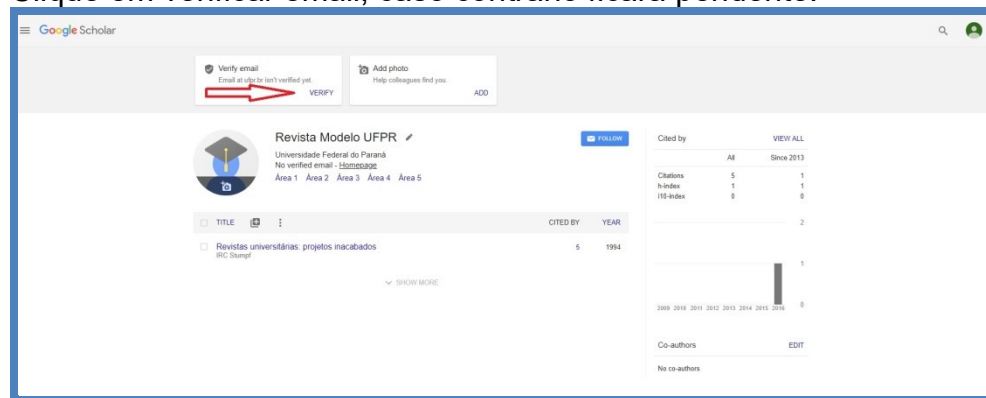 Clique em verificar email, caso contrário ficará pendente.
Google Scholar
Verify email
Email at ufpr.br isn't verified yet.
VERIFY
Add photo
Help colleagues find you.
ADD
Revista Modelo UFPR
Universidade Federal do Paraná
No verified email - Homepage
Área 1 Área 2 Área 3 Área 4 Área 5
FOLLOW
TITLE CITED BY YEAR
Revistas universitárias: projetos inacabados 5 1994
IRC Stumpf
SHOW MORE
Cited by VIEW ALL
All Since 2013
Citations 5 1
h-index 1 1
i10-index 0 0
2
1
0
2009 2010 2011 2012 2013 2014 2015 2016
Co-authors EDIT
No co-authors